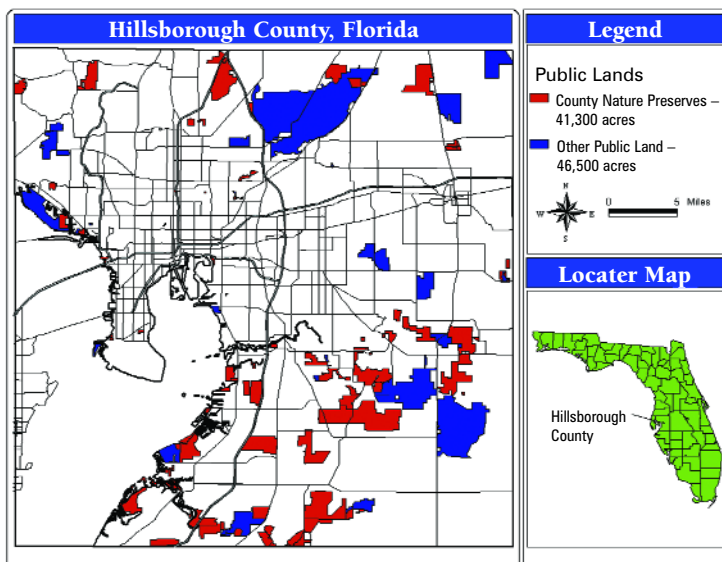 Hillsborough County, Florida
Legend
Public Lands
County Nature Preserves –
41,300 acres
Other Public Land –
46,500 acres
N
W E
S
0 5 Miles
Locater Map
Hillsborough
County